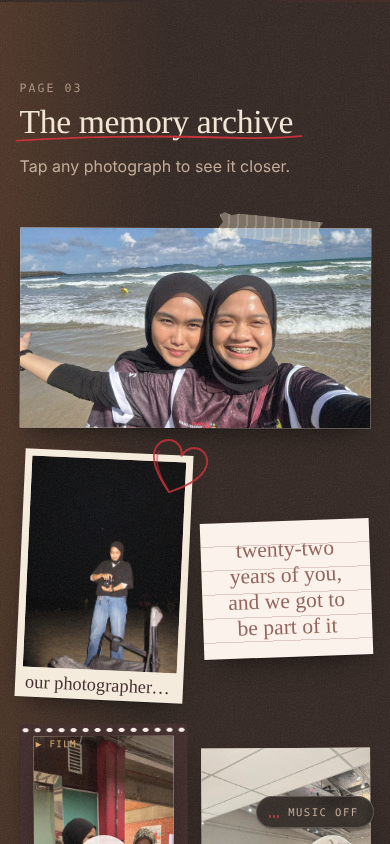 PAGE 03
The memory archive
Tap any photograph to see it closer.
our photographer...
twenty-two
years of you,
and we got to
be part of it
▶ FILM
MUSIC OFF